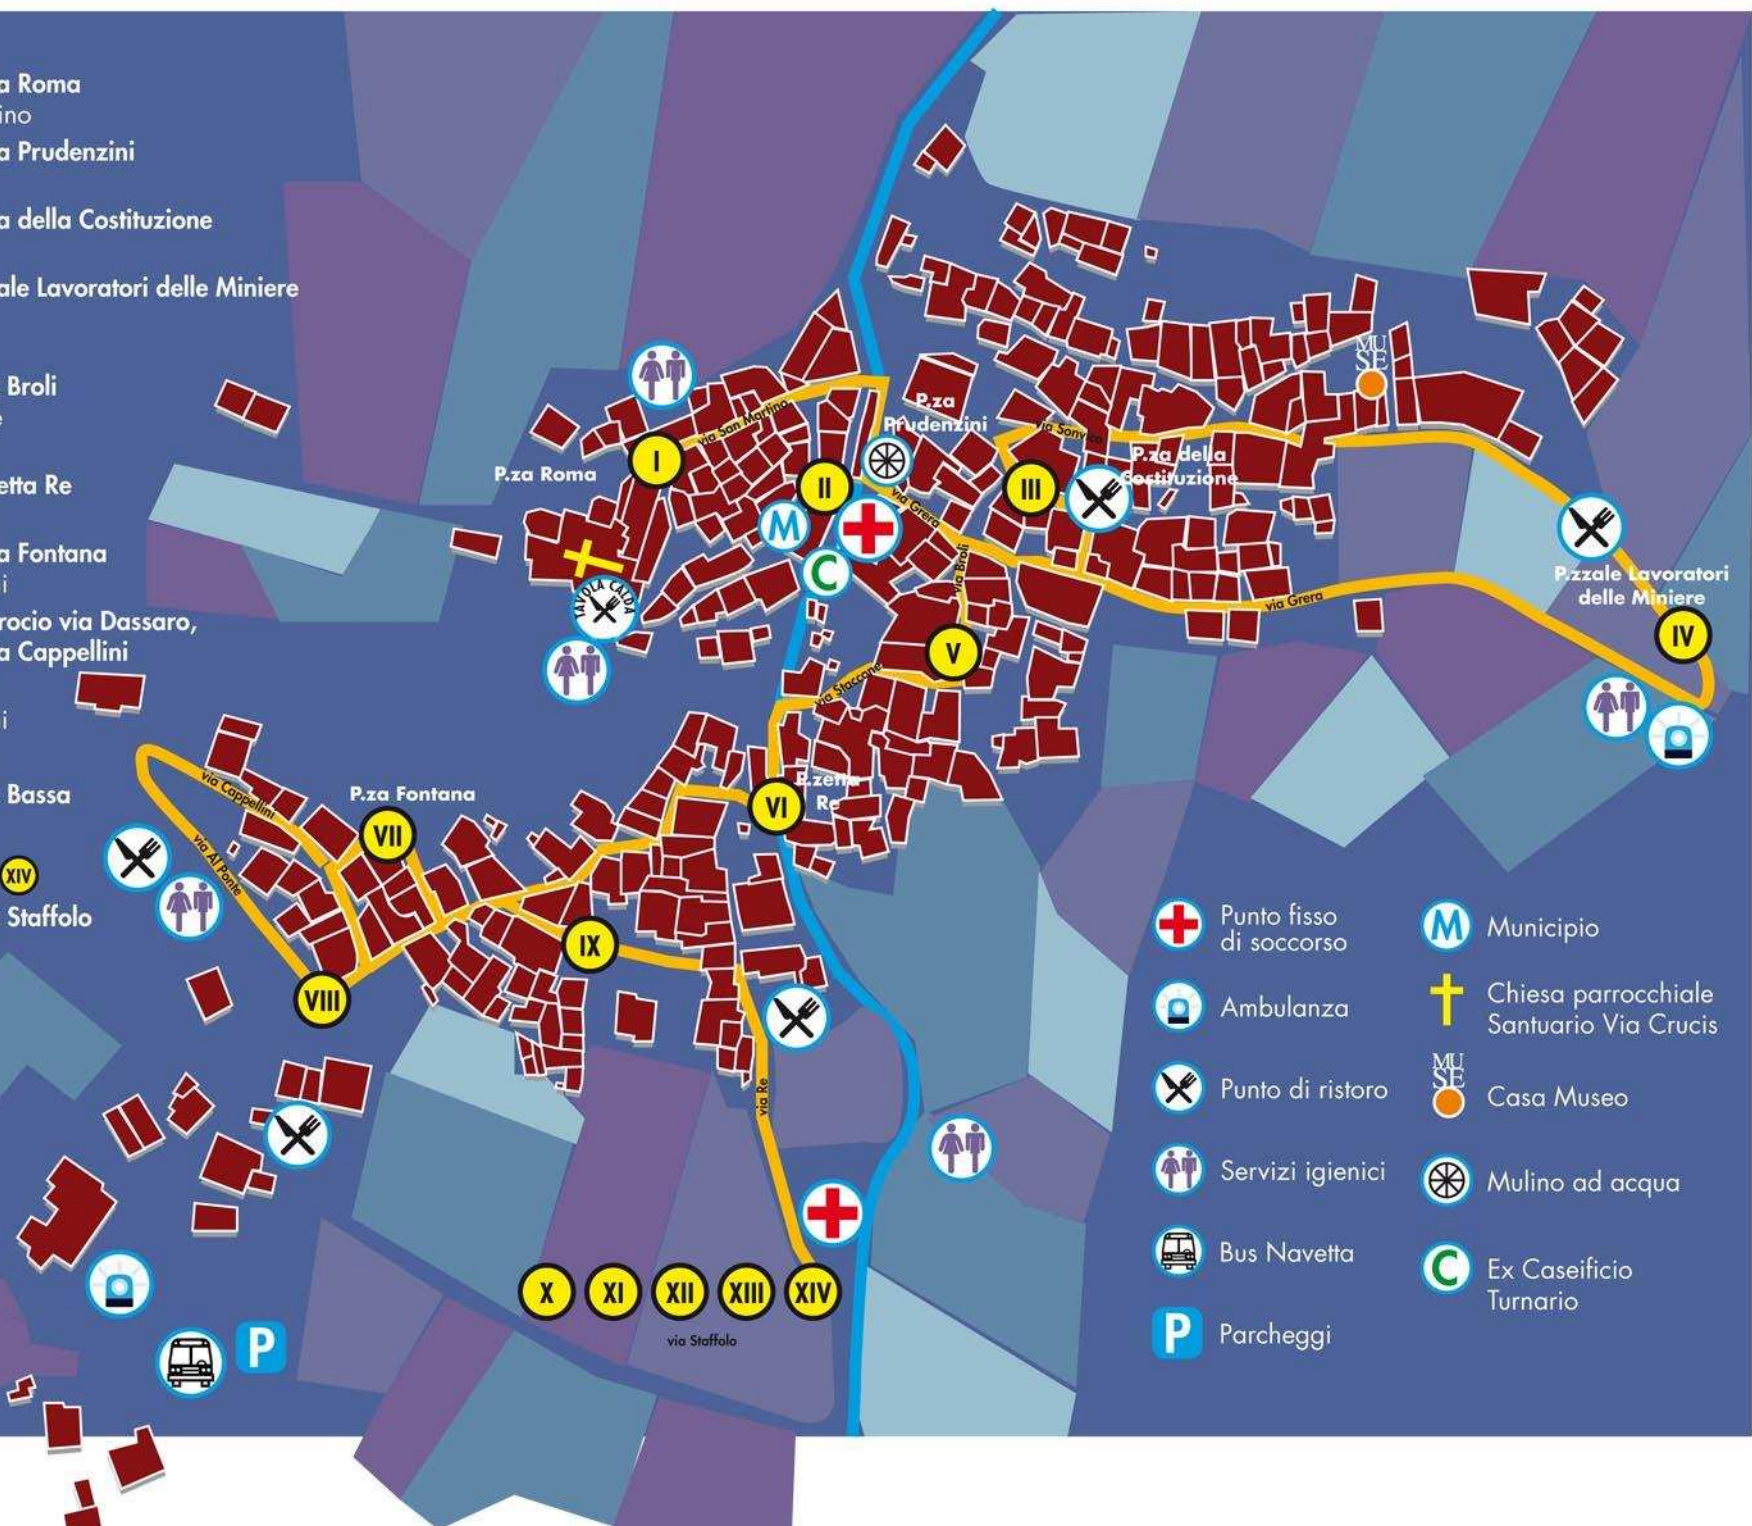 a Roma
ino
a Prudenzini
a della Costituzione
ale Lavoratori delle Miniere
Broli
e
etta Re
a Fontana
i
rocio via Dassaro,
a Cappellini
i
Bassa
XIV
Staffolo
MU
SE
P.za
Prudenzini
via San Martino
via Sonvico
P.za Roma
I
P.za della
Costituzione
II
III
via Grera
M
C
via Broli
TAVOLA CALDA
via Grera
P.zzale Lavoratori
delle Miniere
IV
V
via Staccane
P.zetta
Re
VI
via Cappellini
P.za Fontana
VII
via Al Ponte
IX
VIII
via Re
X
XI
XII
XIII
XIV
via Staffolo
P
Punto fisso
di soccorso
Ambulanza
Punto di ristoro
Servizi igienici
Bus Navetta
P
Parcheggi
M
Municipio
Chiesa parrocchiale
Santuario Via Crucis
MU
SE
Casa Museo
Mulino ad acqua
C
Ex Caseificio
Turnario